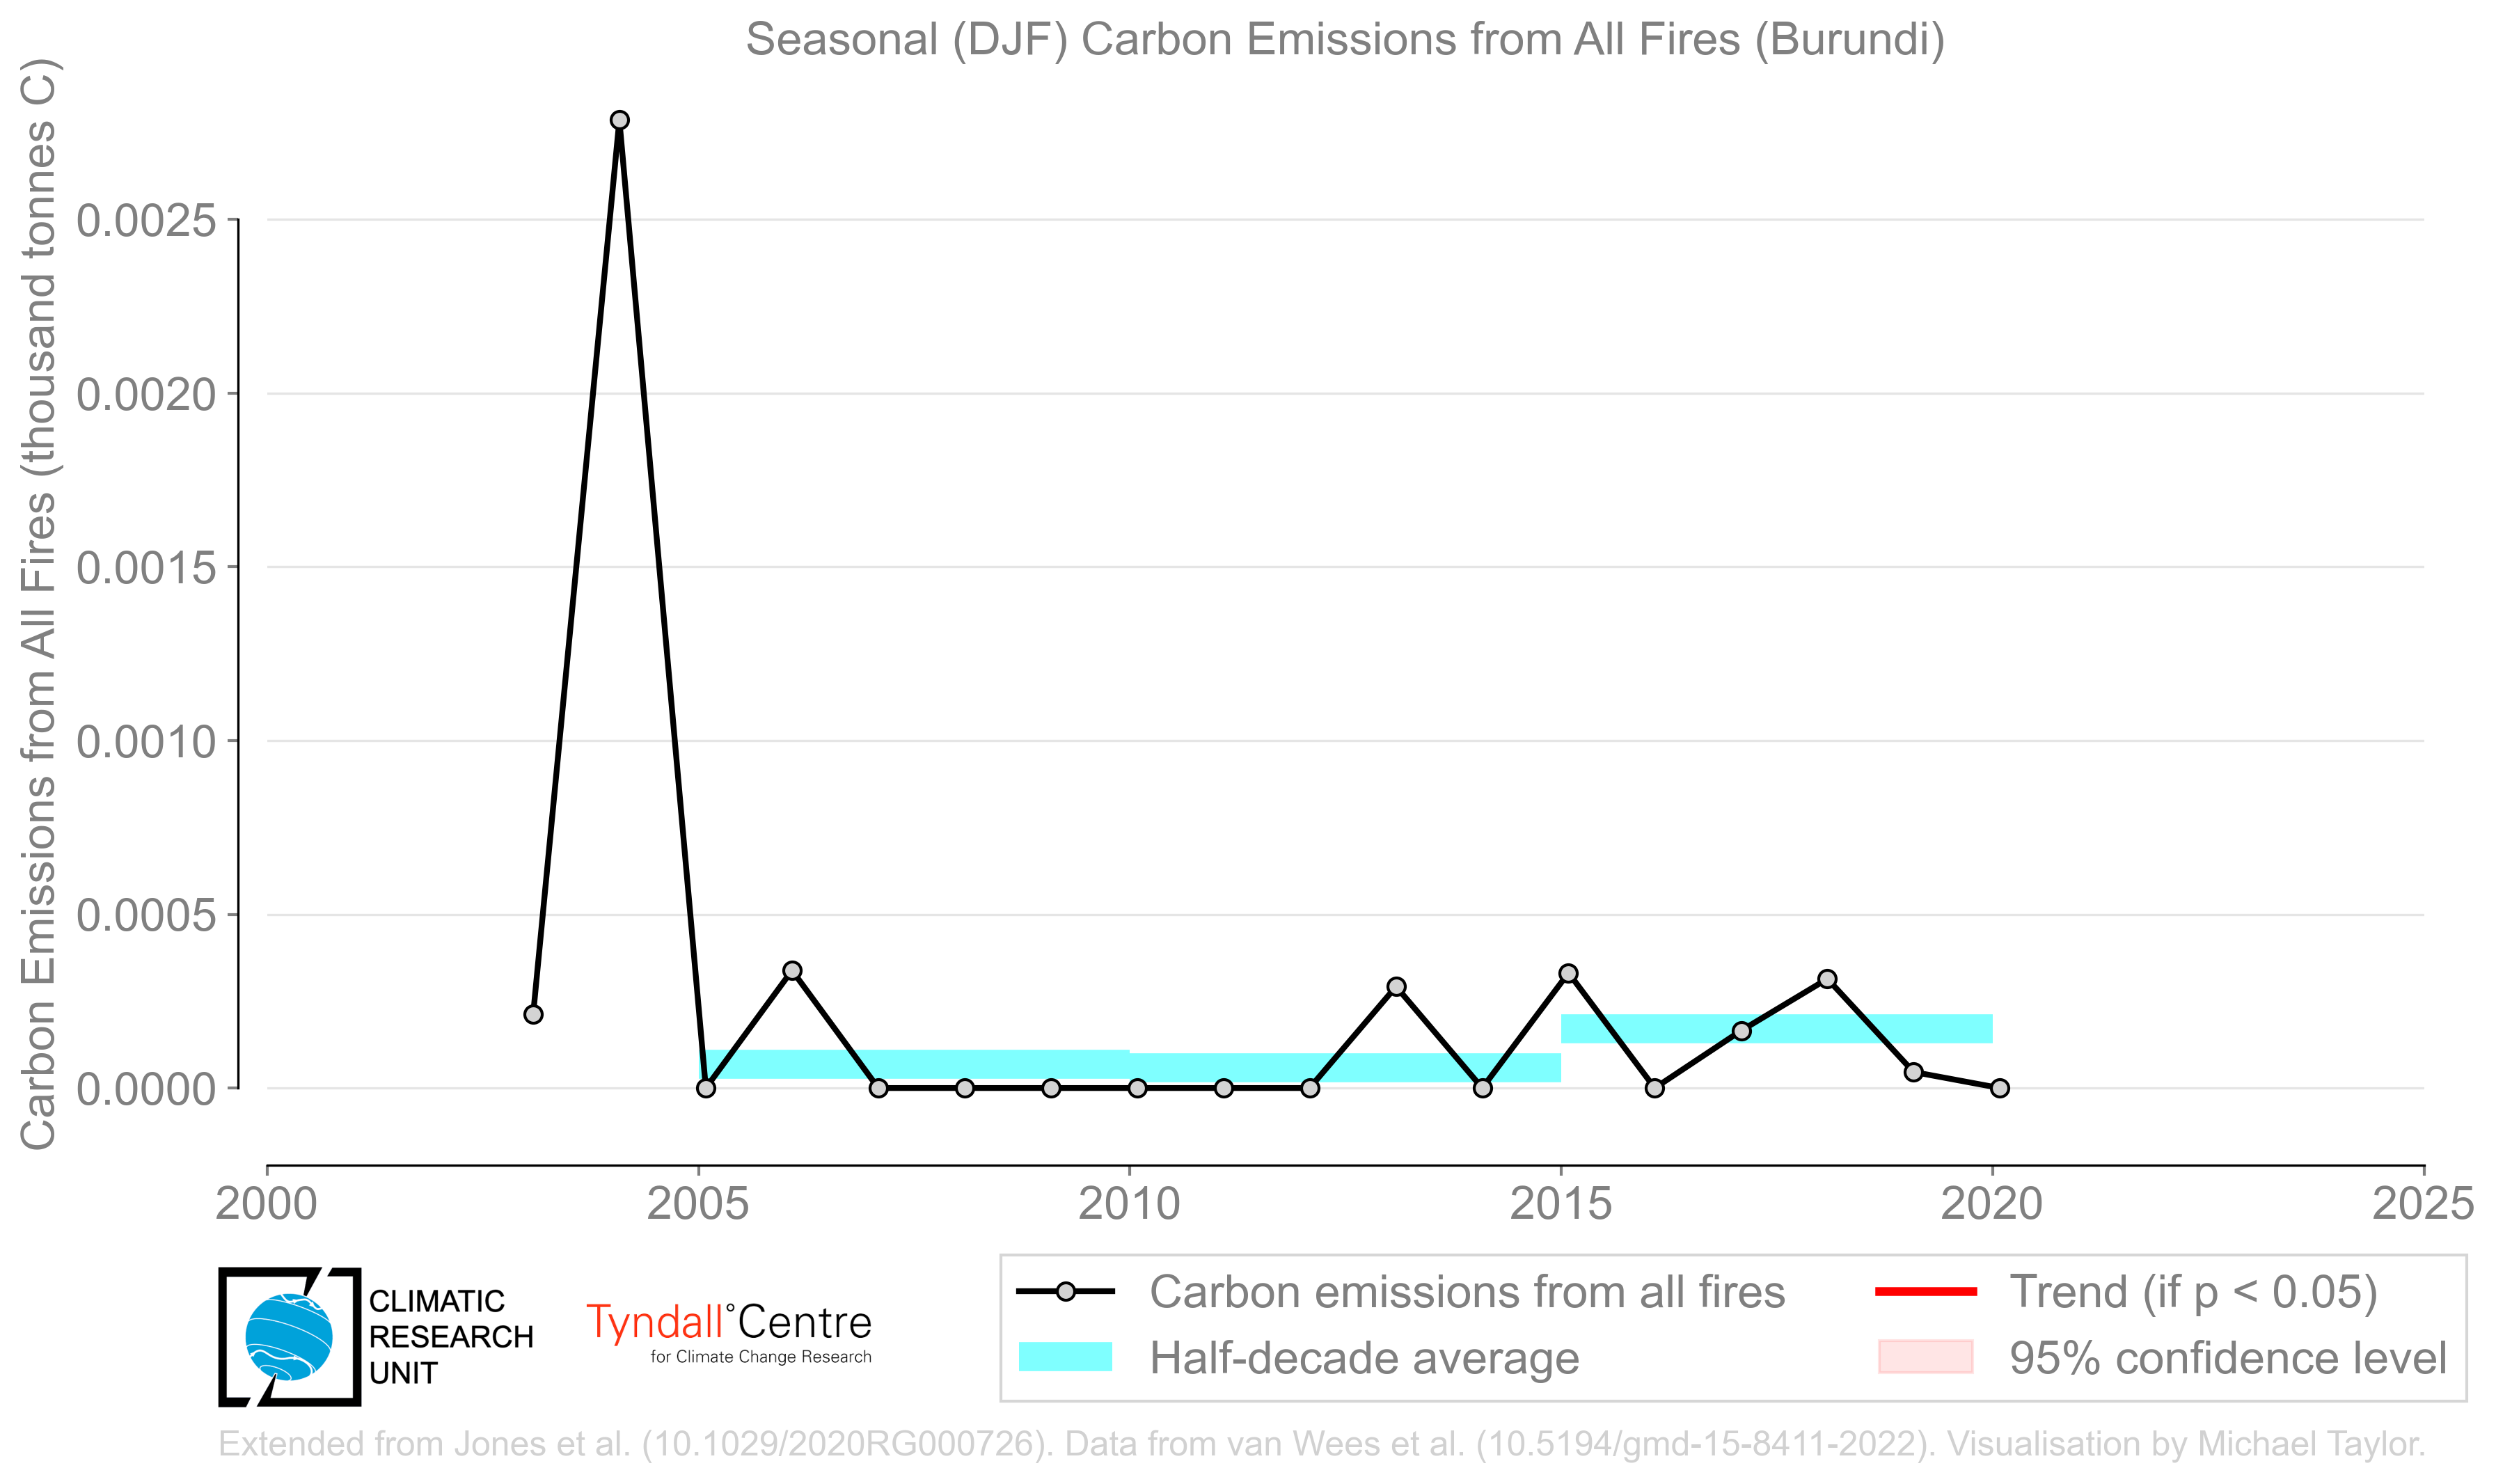 Seasonal (DJF) Carbon Emissions from All Fires (Burundi)
Carbon Emissions from All Fires (thousand tonnes C)
0.0025
0.0020
0.0015
0.0010
0.0005
0.0000
2000 2005 2010 2015 2020 2025
CLIMATIC
RESEARCH
UNIT
Tyndall°Centre
for Climate Change Research
Carbon emissions from all fires
Half-decade average
Trend (if p < 0.05)
95% confidence level
Extended from Jones et al. (10.1029/2020RG000726). Data from van Wees et al. (10.5194/gmd-15-8411-2022). Visualisation by Michael Taylor.